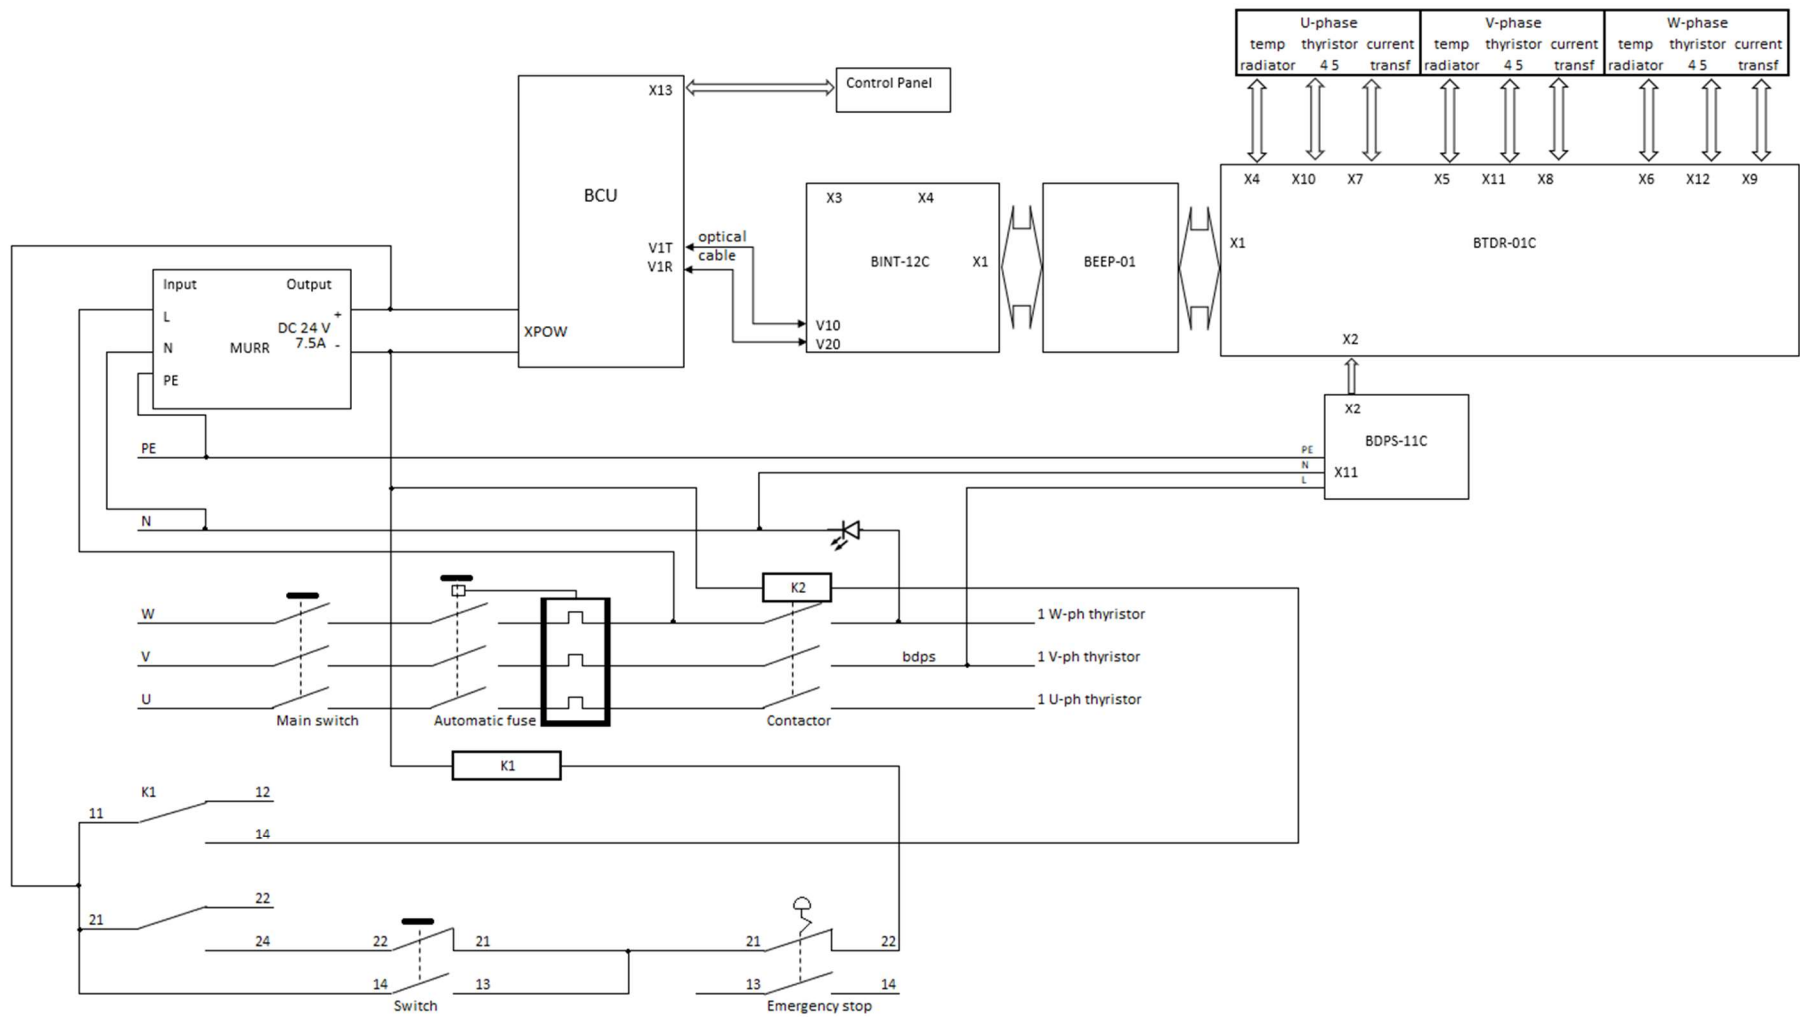 U-phase V-phase W-phase
temp thyristor current temp thyristor current temp thyristor current
radiator 4 5 transf radiator 4 5 transf radiator 4 5 transf
X13
Control Panel
BCU
V1T
V1R
optical
cable
XPOW
X3 X4
BINT-12C
X1
V10
V20
BEEP-01
X4 X10 X7 X5 X11 X8 X6 X12 X9
X1
BTDR-01C
X2
Input Output
L
+
DC 24 V
7.5A
-
N
MURR
PE
X2
BDPS-11C
X11
PE
N
L
PE
N
K2
W
1 W-ph thyristor
V
bdps
1 V-ph thyristor
U
1 U-ph thyristor
Main switch
Automatic fuse
Contactor
K1
K1
12
11
14
22
21
24
22
21
21
22
14
13
13
14
Switch
Emergency stop